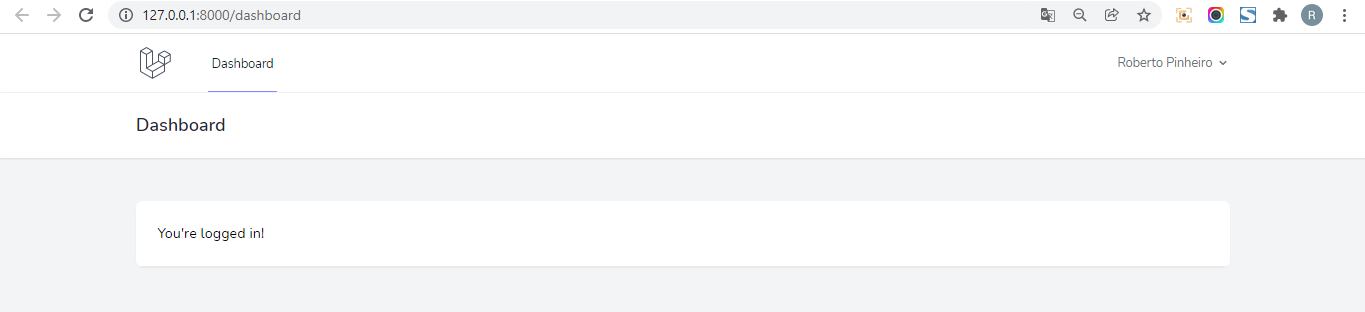 127.0.0.1:8000/dashboard
R
Dashboard
Roberto Pinheiro
Dashboard
You're logged in!